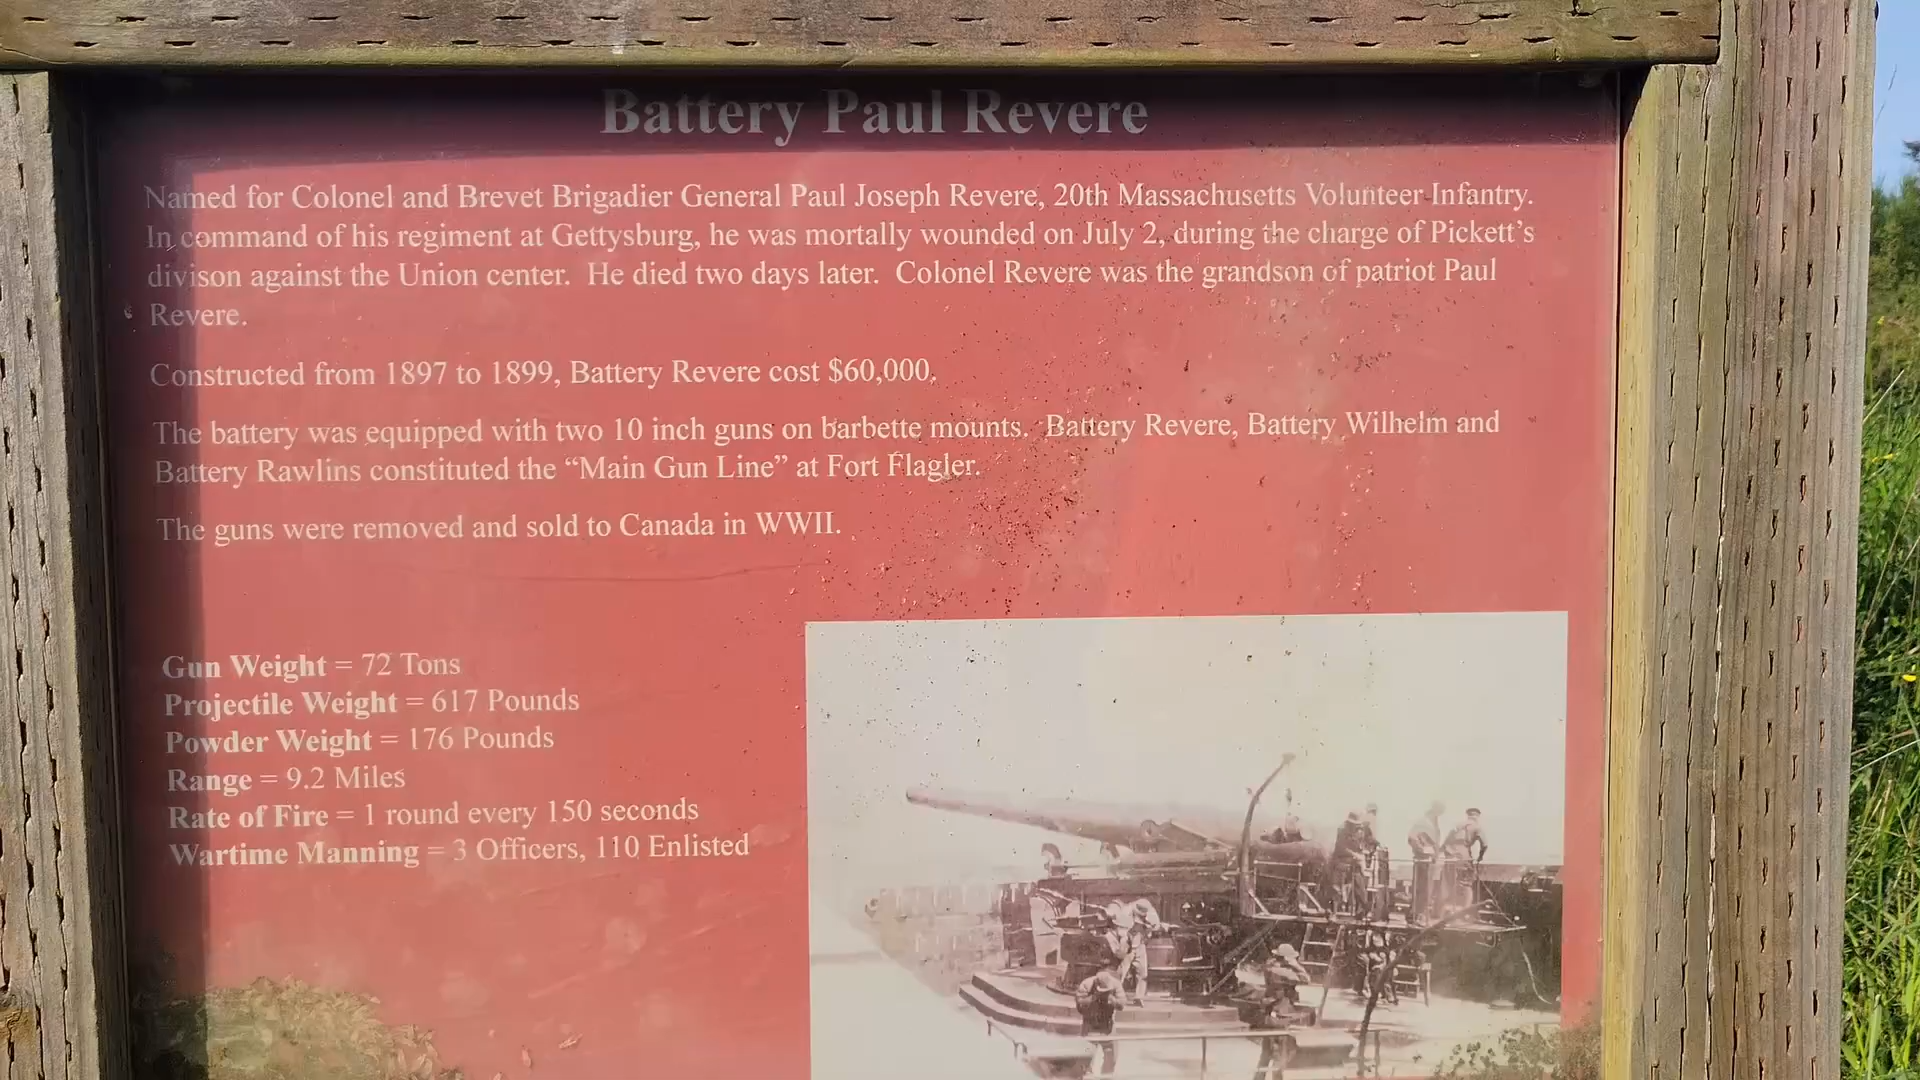 Battery Paul Revere
Named for Colonel and Brevet Brigadier General Paul Joseph Revere, 20th Massachusetts Volunteer Infantry.
In command of his regiment at Gettysburg, he was mortally wounded on July 2, during the charge of Pickett's
divison against the Union center. He died two days later. Colonel Revere was the grandson of patriot Paul
Revere.
Constructed from 1897 to 1899, Battery Revere cost $60,000.
The battery was equipped with two 10 inch guns on barbette mounts. Battery Revere, Battery Wilhelm and
Battery Rawlins constituted the “Main Gun Line” at Fort Flagler.
The guns were removed and sold to Canada in WWII.
Gun Weight = 72 Tons
Projectile Weight = 617 Pounds
Powder Weight = 176 Pounds
Range = 9.2 Miles
Rate of Fire = 1 round every 150 seconds
Wartime Manning = 3 Officers, 110 Enlisted